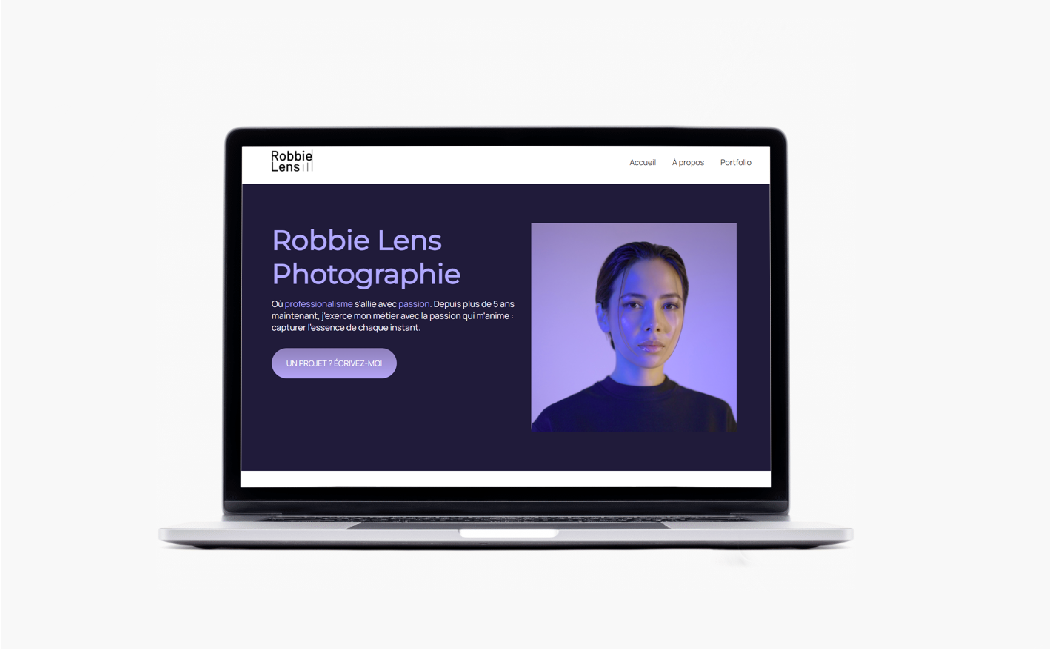 Robbie
Lens
Accueil À propos Portfolio
Robbie Lens
Photographie
Où professionalisme s'allie avec passion. Depuis plus de 5 ans
maintenant, j'exerce mon métier avec la passion qui m'anime :
capturer l'essence de chaque instant.
UN PROJET ? ÉCRIVEZ-MOI